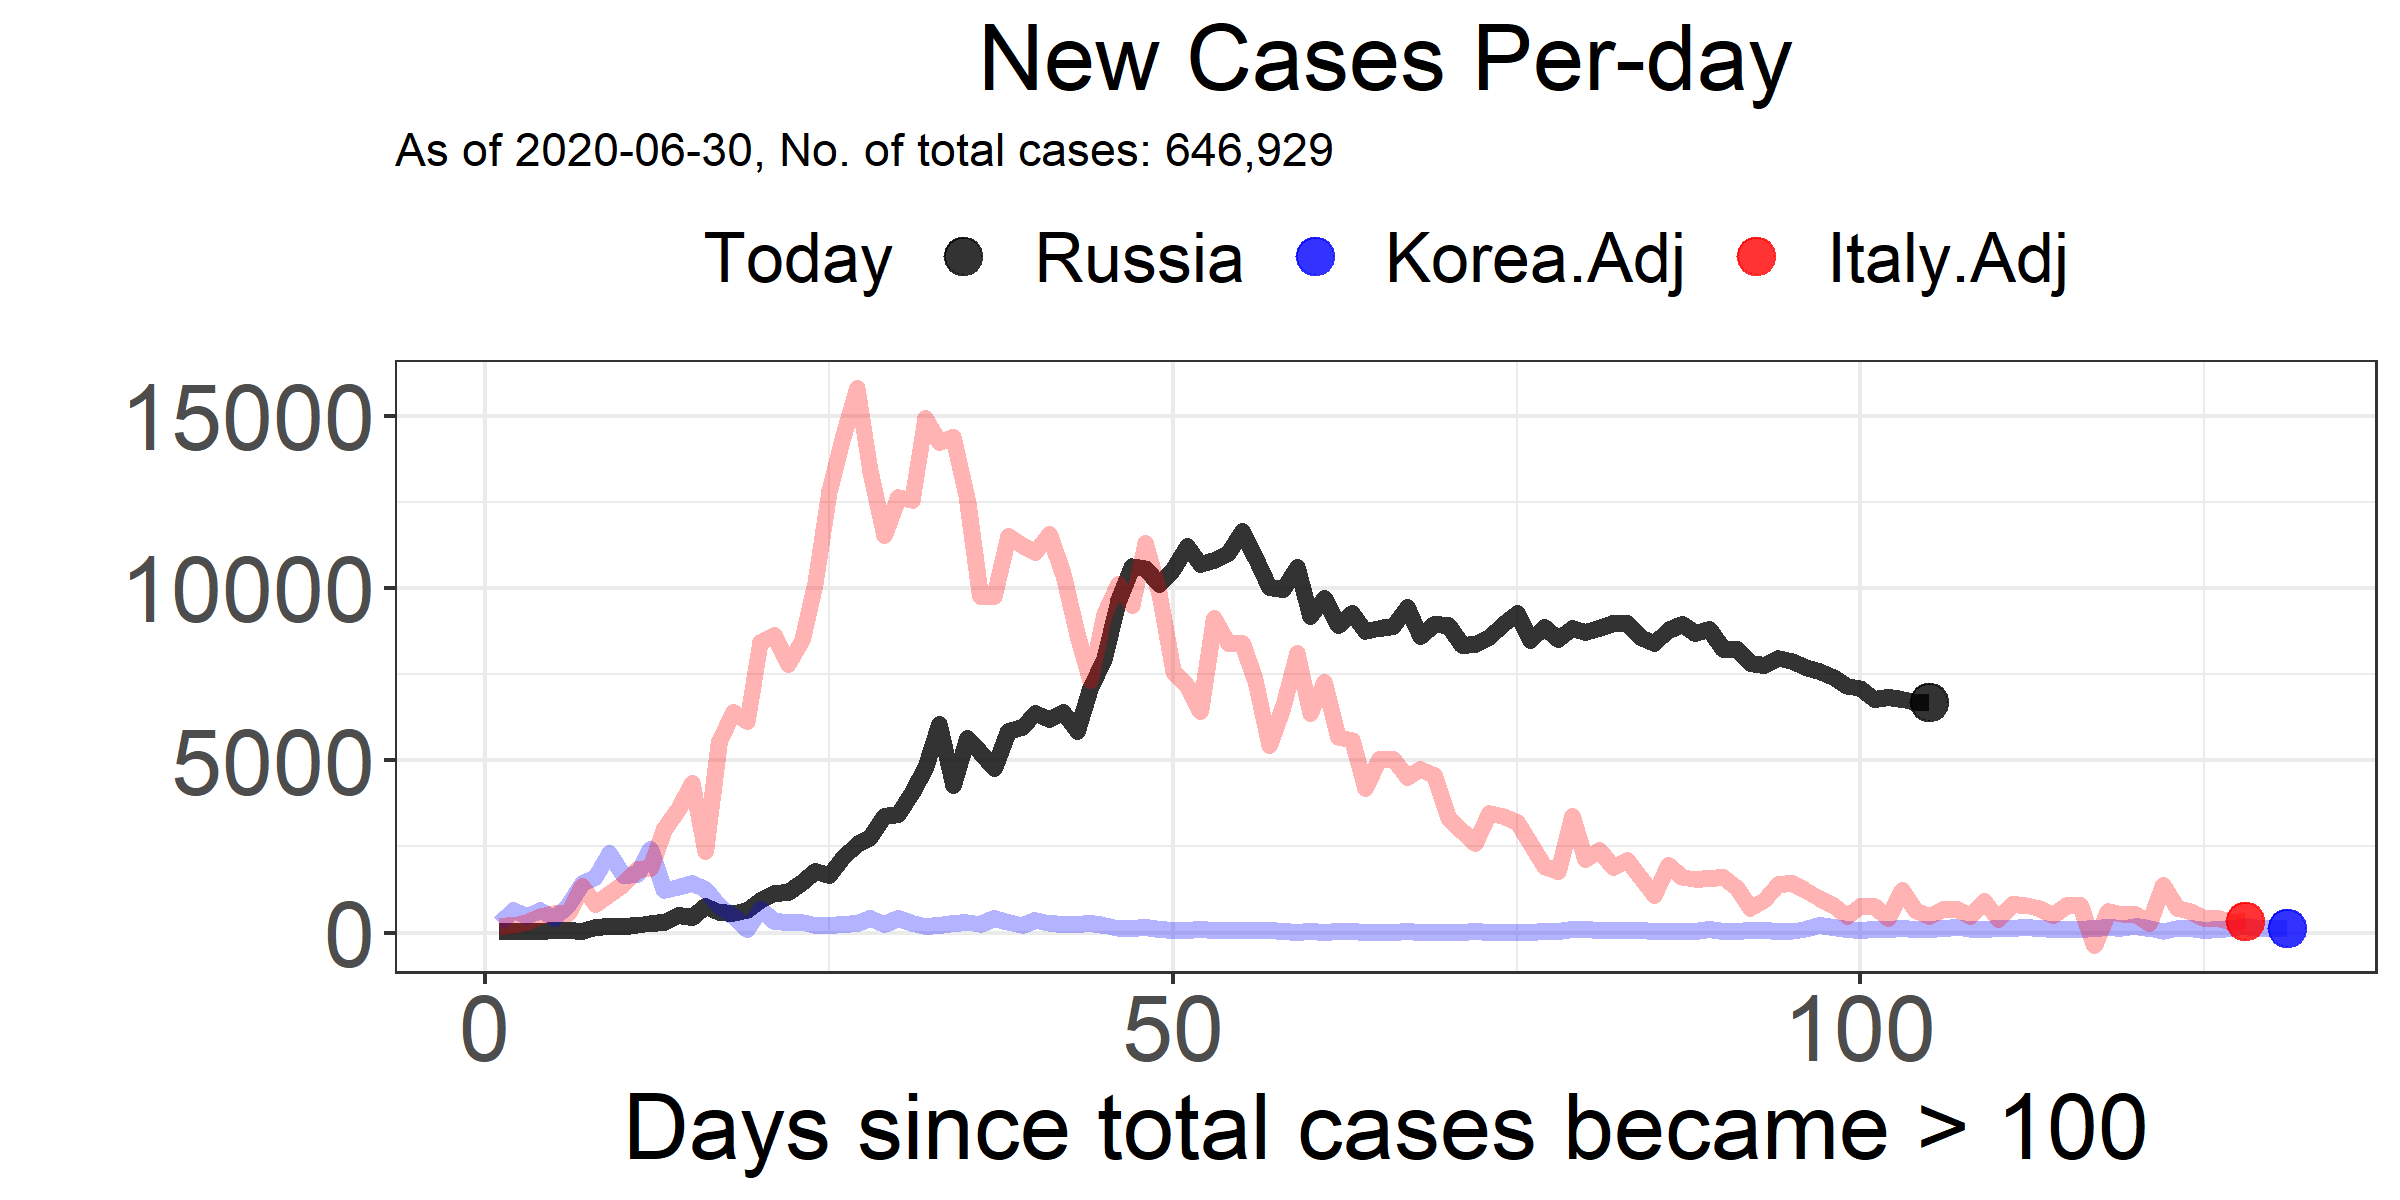 New Cases Per-day
As of 2020-06-30, No. of total cases: 646,929
Today Russia Korea.Adj Italy.Adj
15000
10000
5000
0
0 50 100
Days since total cases became > 100